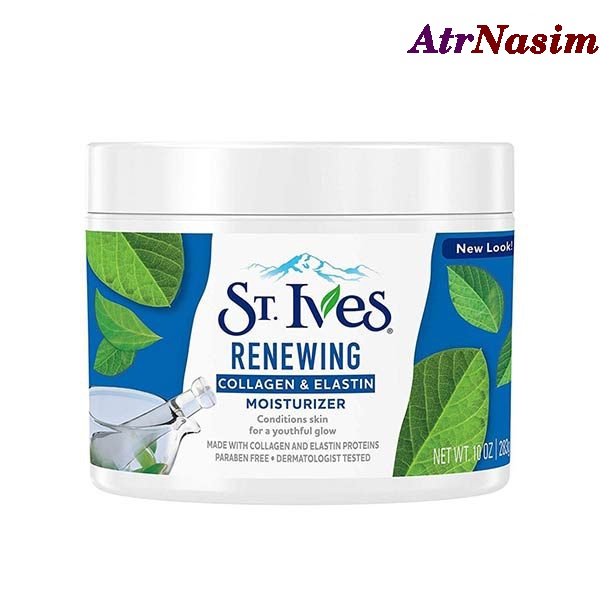 AtrNasim
New Look!
ST. IVES®
RENEWING
COLLAGEN & ELASTIN
MOISTURIZER
Conditions skin
for a youthful glow
MADE WITH COLLAGEN AND ELASTIN PROTEINS
PARABEN FREE • DERMATOLOGIST TESTED
NET WT. 10 OZ | 283g